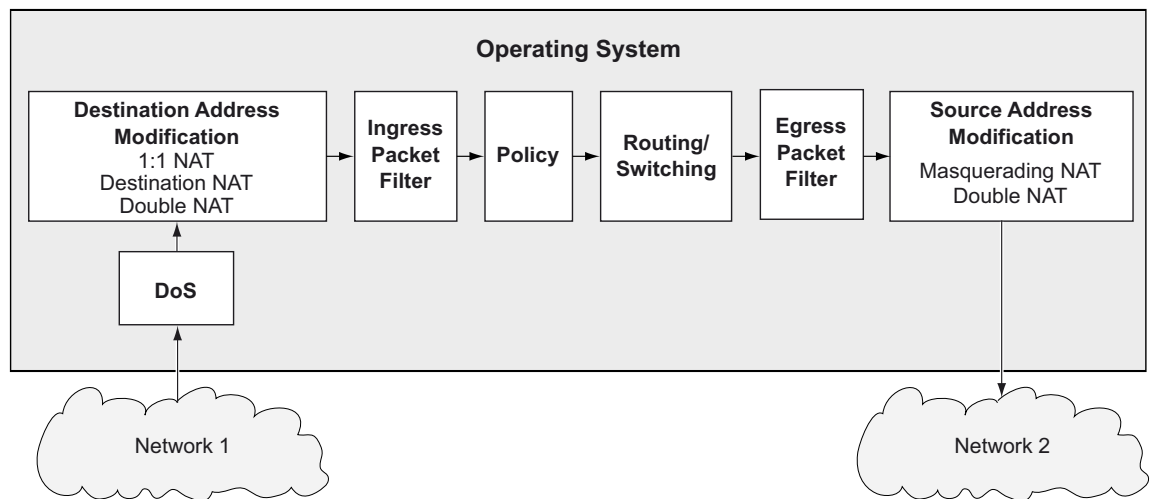 Operating System
Destination Address
Modification
1:1 NAT
Destination NAT
Double NAT
Ingress
Packet
Filter
Policy
Routing/
Switching
Egress
Packet
Filter
Source Address
Modification
Masquerading NAT
Double NAT
DoS
Network 1
Network 2